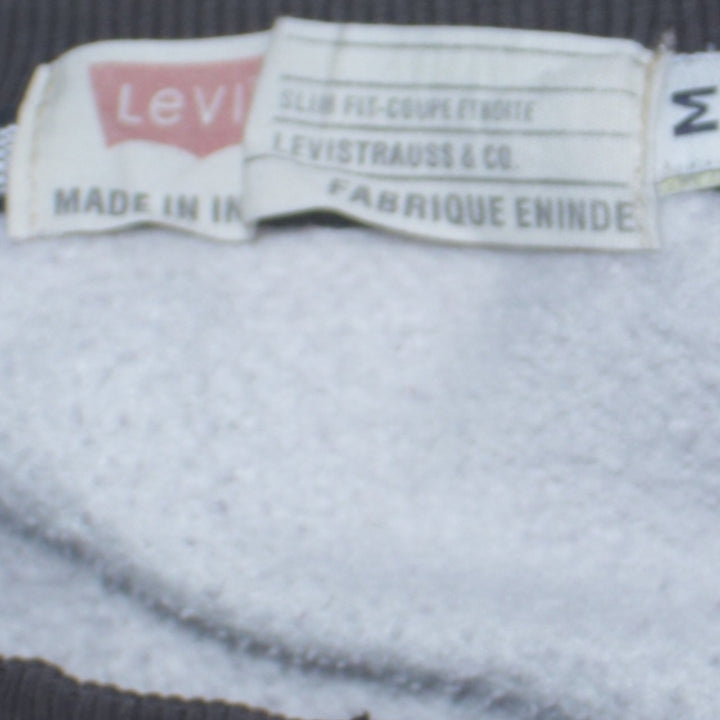 LeVI
MADE IN IN
SLIM FIT-COUPE ETROITE
LEVISTRAUSS & CO.
FABRIQUE ENINDE
M